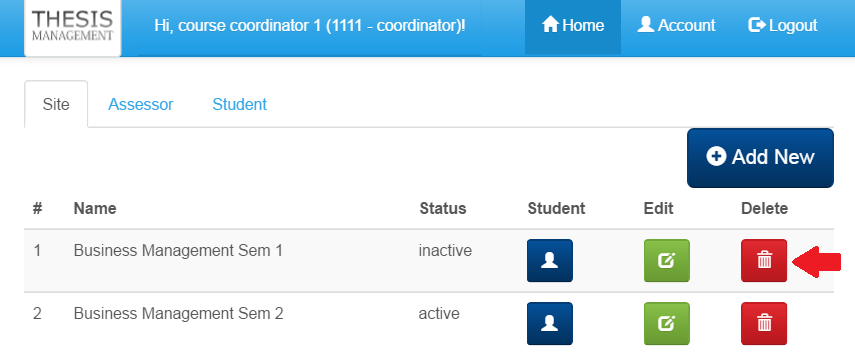 THESIS
MANAGEMENT
Hi, course coordinator 1 (1111 - coordinator)!
Home
Account
Logout
Site
Assessor
Student
Add New
# Name Status Student Edit Delete
1 Business Management Sem 1 inactive
2 Business Management Sem 2 active